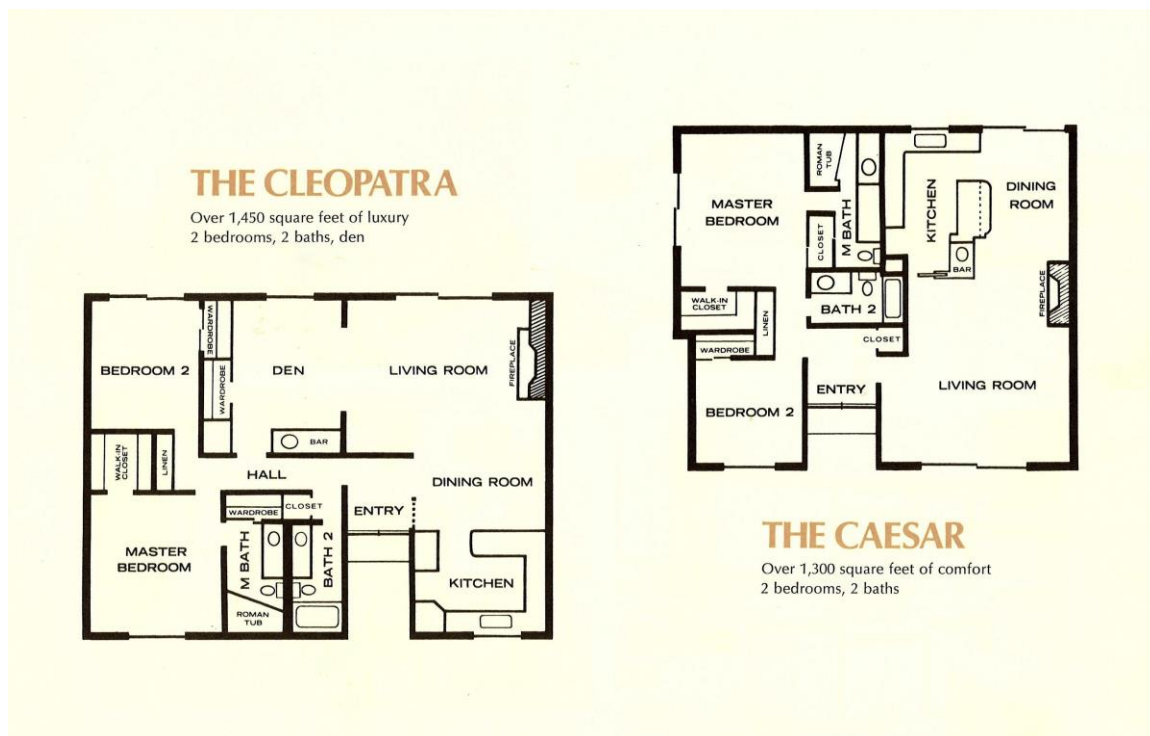 THE CLEOPATRA
Over 1,450 square feet of luxury
2 bedrooms, 2 baths, den
WARDROBE
BEDROOM 2
DEN
LIVING ROOM
FIREPLACE
WARDROBE
BAR
WALK-IN
CLOSET
LINEN
HALL
DINING ROOM
WARDROBE
CLOSET
ENTRY
MASTER
BEDROOM
M BATH
BATH 2
KITCHEN
ROMAN
TUB
ROMAN
TUB
MASTER
BEDROOM
M BATH
CLOSET
KITCHEN
DINING
ROOM
BAR
FIREPLACE
WALK-IN
CLOSET
LINEN
BATH 2
WARDROBE
CLOSET
ENTRY
LIVING ROOM
BEDROOM 2
THE CAESAR
Over 1,300 square feet of comfort
2 bedrooms, 2 baths